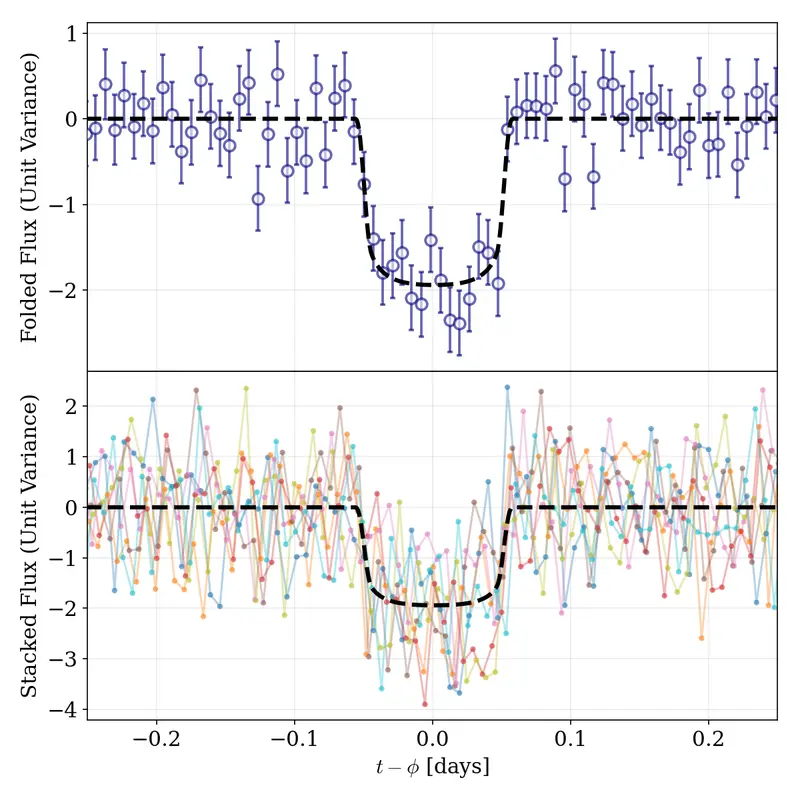 Folded Flux (Unit Variance)
1
0
−1
−2
Stacked Flux (Unit Variance)
2
1
0
−1
−2
−3
−4
−0.2 −0.1 0.0 0.1 0.2
t − ϕ [days]